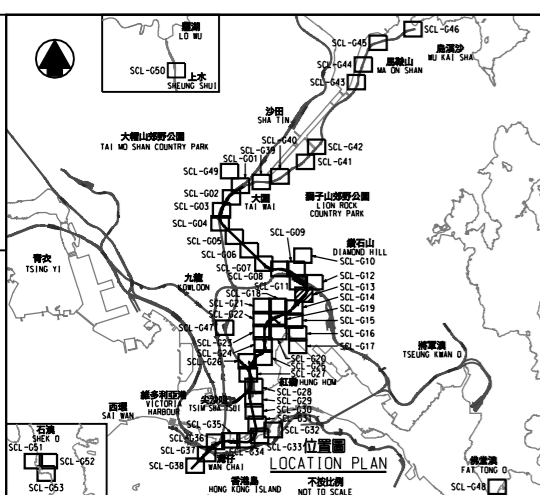 羅湖
LO WU
SCL-G50
上水
SHEUNG SHUI
SCL-G46
SCL-G45
烏溪沙
WU KAI SHA
SCL-G44
馬鞍山
MA ON SHAN
SCL-G43
沙田
SHA TIN
大帽山郊野公園
TAI MO SHAN COUNTRY PARK
SCL-G40
SCL-G39
SCL-G42
SCL-G01
SCL-G41
SCL-G49
SCL-G02
大圍
TAI WAI
獅子山郊野公園
LION ROCK
COUNTRY PARK
SCL-G03
SCL-G04
SCL-G05
SCL-G06
SCL-G07
SCL-G08
SCL-G09
鑽石山
DIAMOND HILL
SCL-G10
SCL-G11
SCL-G12
SCL-G13
SCL-G14
SCL-G19
SCL-G15
SCL-G16
SCL-G17
青衣
TSING YI
九龍
KOWLOON
SCL-G18
SCL-G21
SCL-G22
SCL-G47
SCL-G23
SCL-G24
SCL-G26
SCL-G20
SCL-G27
將軍澳
TSEUNG KWAN O
紅磡
HUNG HOM
SCL-G28
SCL-G29
SCL-G30
SCL-G32
SCL-G33
西環
SAI WAN
維多利亞港
VICTORIA
HARBOUR
尖沙咀
TSIM SHA TSUI
SCL-G35
SCL-G36
SCL-G37
SCL-G38
灣仔
WAN CHAI
石澳
SHEK O
SCL-G51
SCL-G52
SCL-G53
位置圖
LOCATION PLAN
香港島
HONG KONG ISLAND
不按比例
NOT TO SCALE
佛堂澳
FAT TONG O
SCL-G48